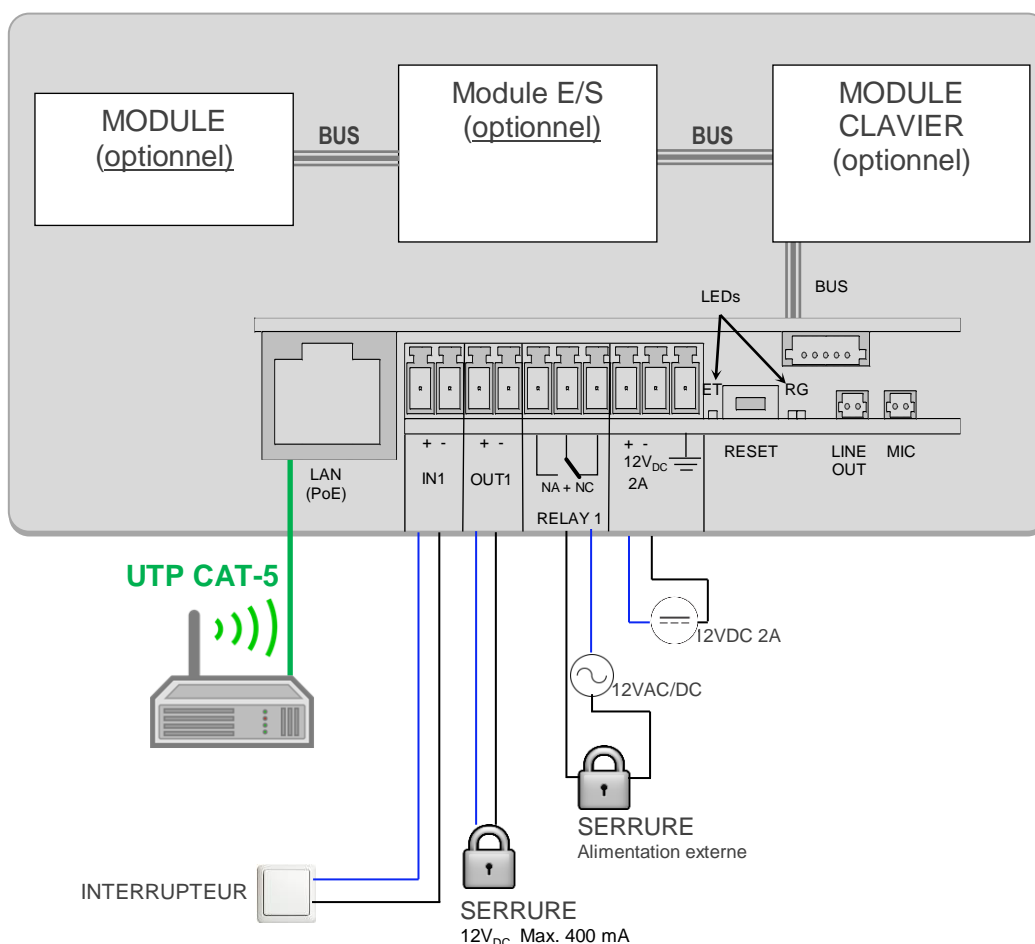 MODULE
(optionnel)
BUS
Module E/S
(optionnel)
BUS
MODULE
CLAVIER
(optionnel)
BUS
LEDs
ET
RG
+ -
IN1
+ -
OUT1
NA + NC
RELAY 1
+ -
12VDC
2A
RESET
LINE
OUT
MIC
LAN
(PoE)
UTP CAT-5
12VDC 2A
12VAC/DC
SERRURE
Alimentation externe
INTERRUPTEUR
SERRURE
12VDC Max. 400 mA